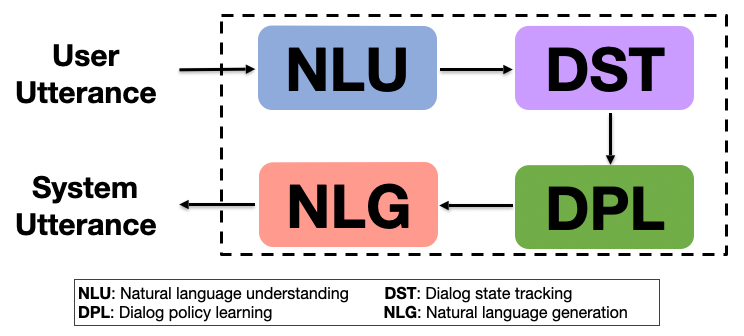 User
Utterance
NLU
DST
System
Utterance
NLG
DPL
NLU: Natural language understanding
DST: Dialog state tracking
DPL: Dialog policy learning
NLG: Natural language generation